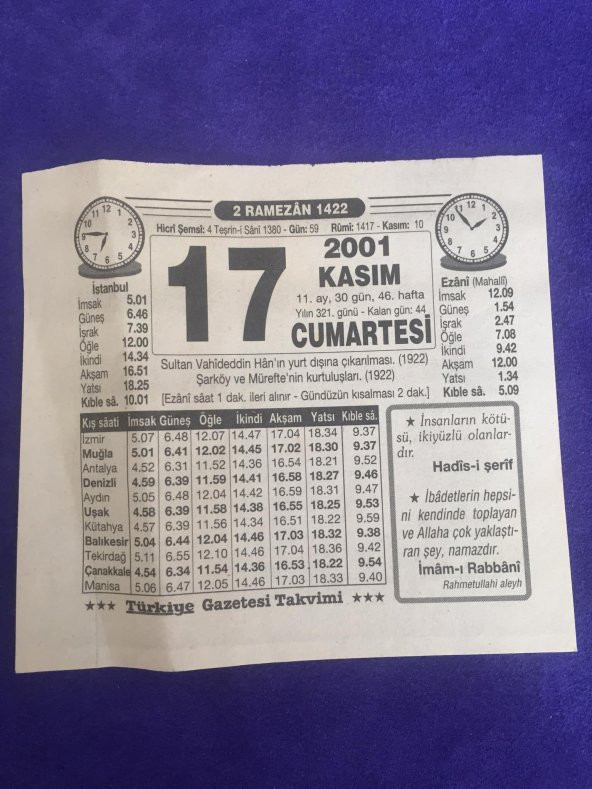 2 RAMEZÂN 1422
Hicrî Şemsî: 4 Teşrin-i Sânî 1380 - Gün: 59 Rûmî: 1417 - Kasım: 10
17
2001
KASIM
11. ay, 30 gün, 46. hafta
Yılın 321. günü - Kalan gün: 44
CUMARTESİ
İstanbul
İmsak 5.01
Güneş 6.46
İşrak 7.39
Öğle 12.00
İkindi 14.34
Akşam 16.51
Yatsı 18.25
Kıble sâ. 10.01
Ezânî (Mahallî)
İmsak 12.09
Güneş 1.54
İşrak 2.47
Öğle 7.08
İkindi 9.42
Akşam 12.00
Yatsı 1.34
Kıble sâ. 5.09
Sultan Vahîdeddin Hân'ın yurt dışına çıkarılması. (1922)
Şarköy ve Mürefte'nin kurtuluşları. (1922)
[Ezânî sâat 1 dak. ileri alınır - Gündüzün kısalması 2 dak.]
Kış sâati İmsak Güneş Öğle İkindi Akşam Yatsı Kıble sâ.
İzmir 5.07 6.48 12.07 14.47 17.04 18.34 9.37
Muğla 5.01 6.41 12.02 14.45 17.02 18.30 9.37
Antalya 4.52 6.31 11.52 14.36 16.54 18.21 9.52
Denizli 4.59 6.39 11.59 14.41 16.58 18.27 9.46
Aydın 5.05 6.48 12.04 14.42 16.59 18.31 9.47
Uşak 4.58 6.39 11.58 14.38 16.55 18.25 9.53
Kütahya 4.57 6.39 11.56 14.34 16.51 18.22 9.59
Balıkesir 5.04 6.44 12.04 14.46 17.03 18.32 9.38
Tekirdağ 5.11 6.55 12.10 14.46 17.04 18.36 9.42
Çanakkale 4.54 6.34 11.54 14.36 16.53 18.22 9.54
Manisa 5.06 6.47 12.05 14.46 17.03 18.33 9.40
★★★ Türkiye Gazetesi Takvimi ★★★
★ İnsanların kötü-
sü, ikiyüzlü olanlar-
dır.
Hadîs-i şerîf
★ İbâdetlerin hepsi-
ni kendinde toplayan
ve Allaha çok yaklaştı-
ran şey, namazdır.
İmâm-ı Rabbânî
Rahmetullahi aleyh